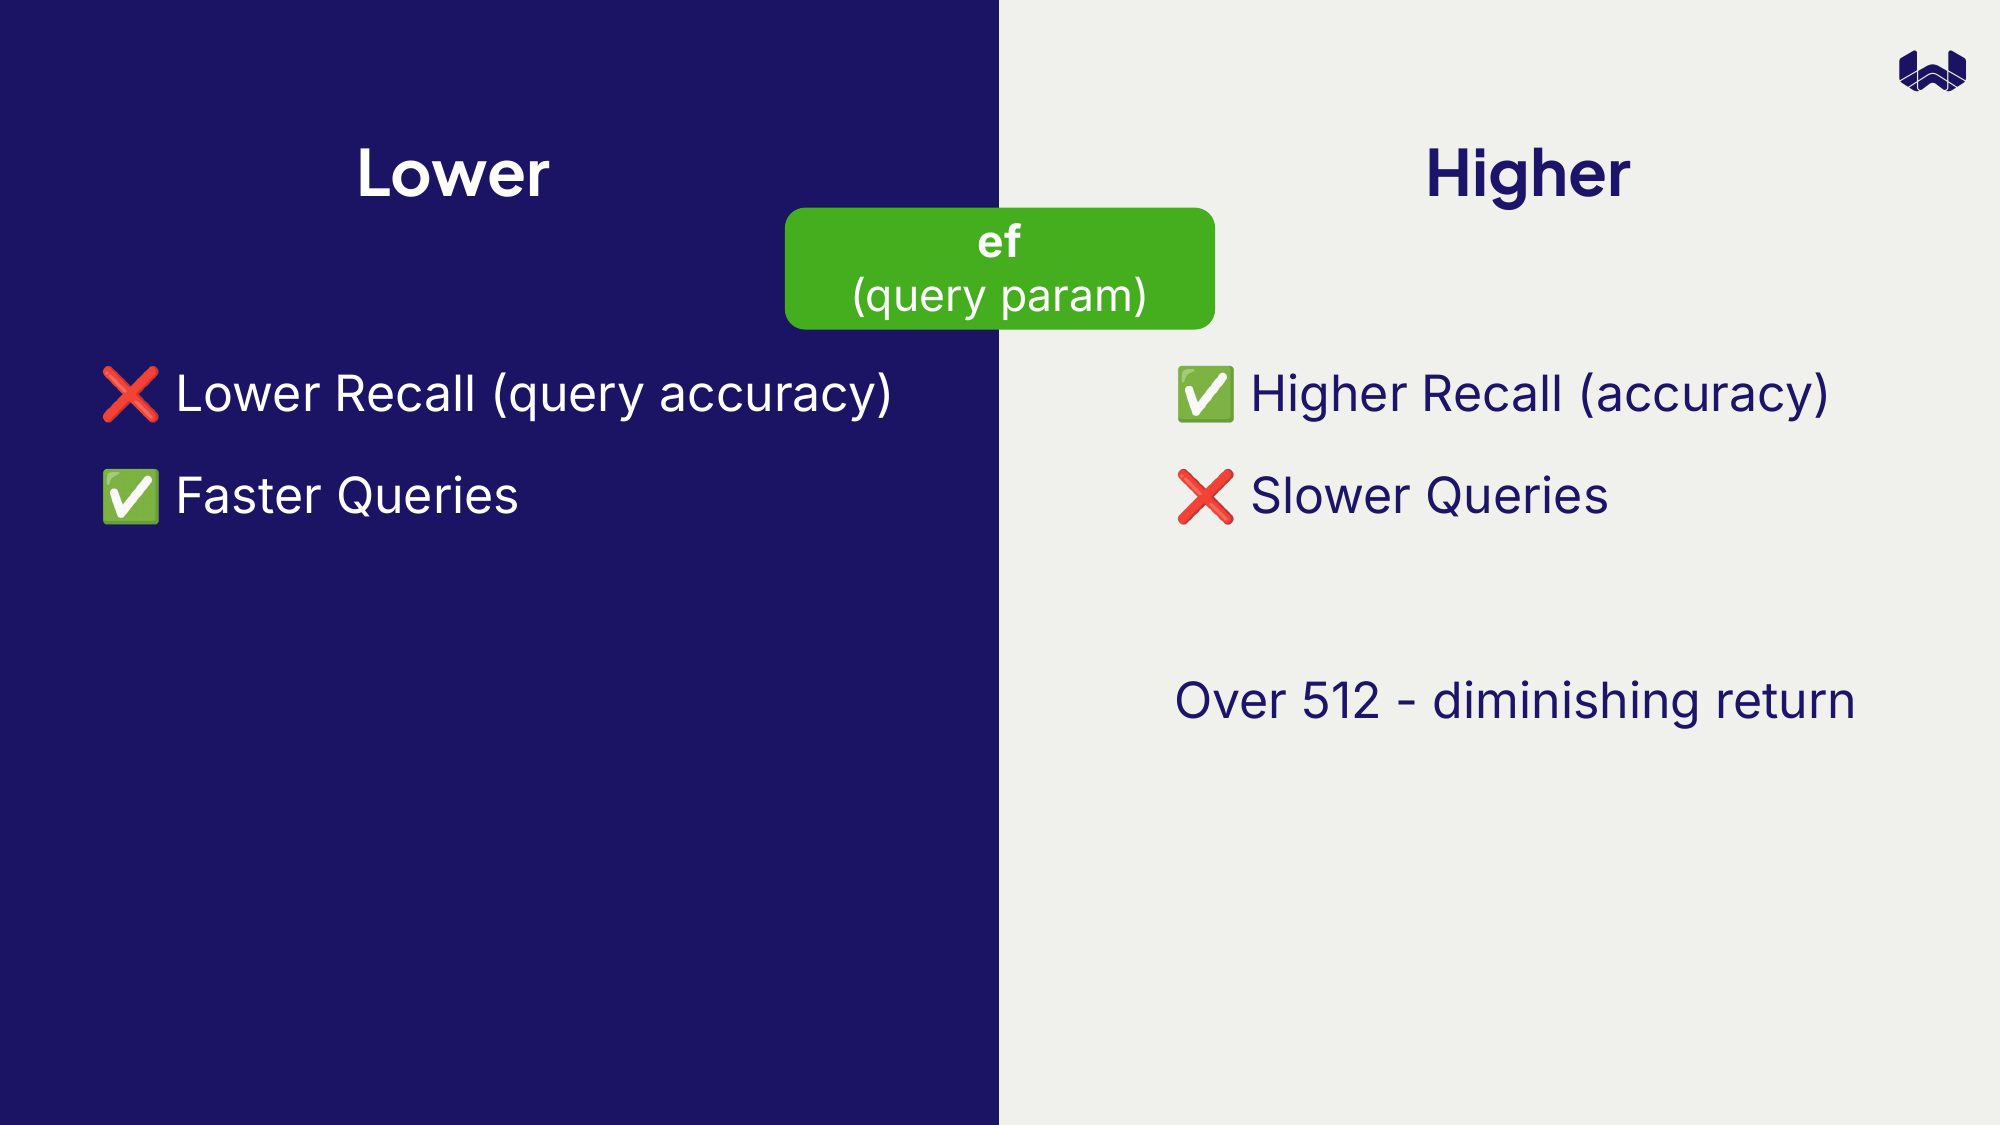 Lower
Higher
ef
(query param)
❌ Lower Recall (query accuracy)
✅ Faster Queries
✅ Higher Recall (accuracy)
❌ Slower Queries
Over 512 - diminishing return